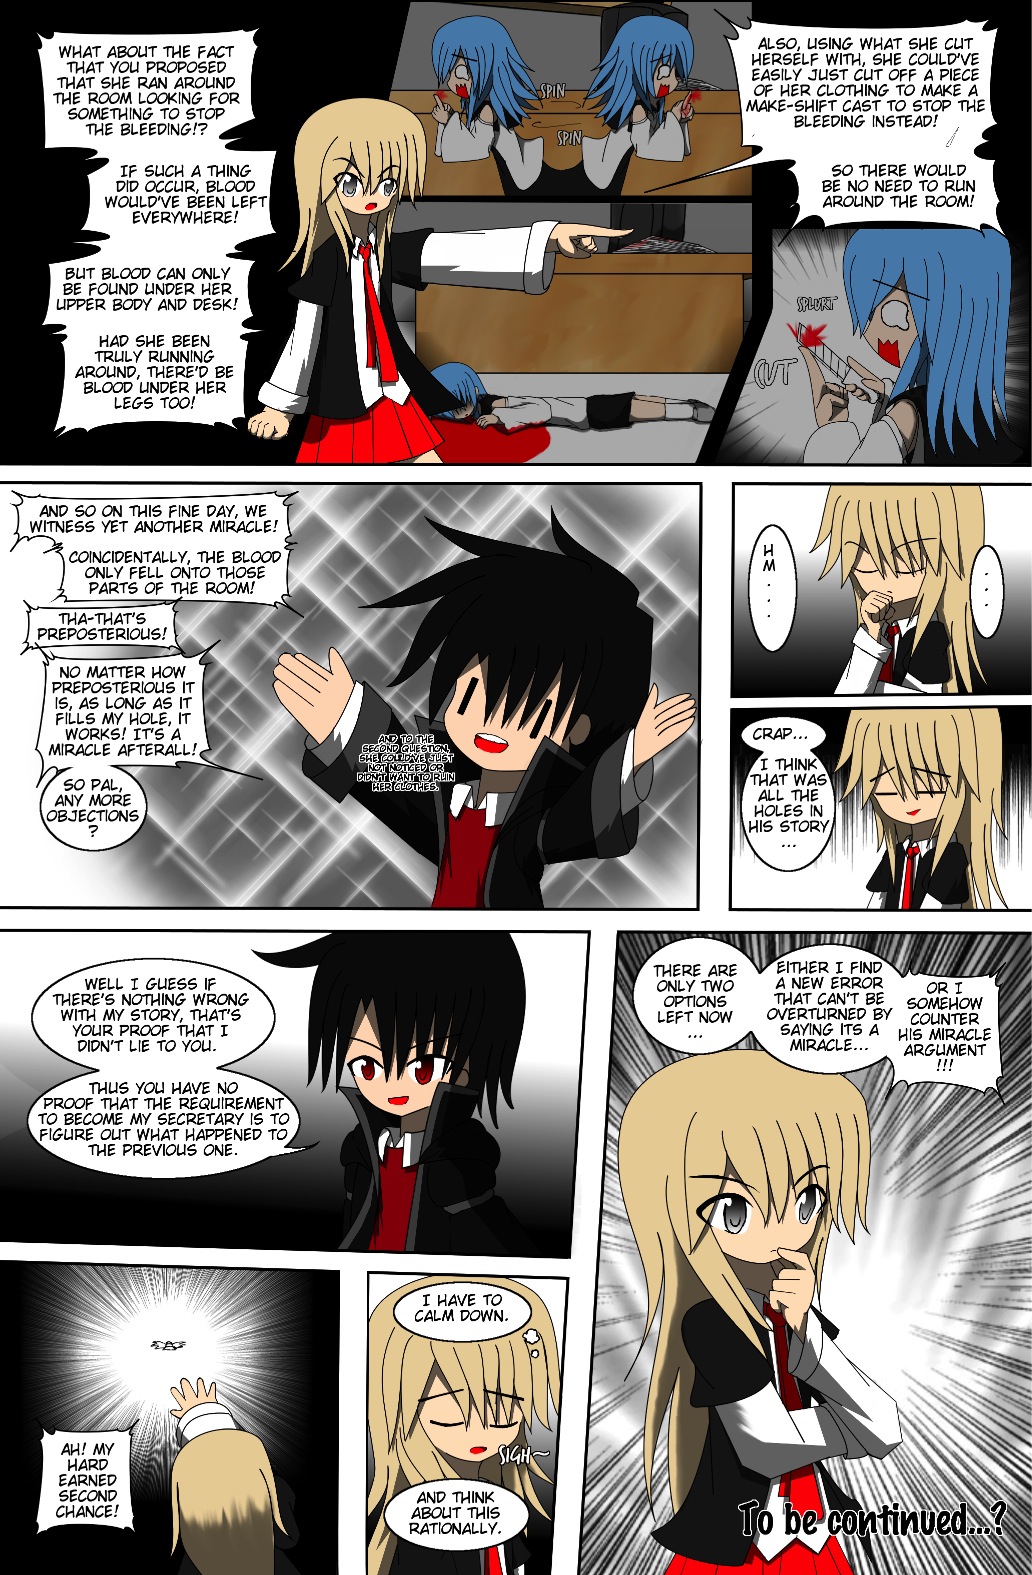 WHAT ABOUT THE FACT
THAT YOU PROPOSED
THAT SHE RAN AROUND
THE ROOM LOOKING FOR
SOMETHING TO STOP
THE BLEEDING!?
IF SUCH A THING
DID OCCUR, BLOOD
WOULD'VE BEEN LEFT
EVERYWHERE!
BUT BLOOD CAN ONLY
BE FOUND UNDER HER
UPPER BODY AND DESK!
HAD SHE BEEN
TRULY RUNNING
AROUND, THERE'D BE
BLOOD UNDER HER
LEGS TOO!
SPIN
SPIN
ALSO, USING WHAT SHE CUT
HERSELF WITH, SHE COULD'VE
EASILY JUST CUT OFF A PIECE
OF HER CLOTHING TO MAKE A
MAKE-SHIFT CAST TO STOP THE
BLEEDING INSTEAD!
SO THERE WOULD
BE NO NEED TO RUN
AROUND THE ROOM!
SPLURT
CUT
AND SO ON THIS FINE DAY, WE
WITNESS YET ANOTHER MIRACLE!
COINCIDENTALLY, THE BLOOD
ONLY FELL ONTO THOSE
PARTS OF THE ROOM!
THA-THAT'S
PREPOSTERIOUS!
NO MATTER HOW
PREPOSTERIOUS IT
IS, AS LONG AS IT
FILLS MY HOLE, IT
WORKS! IT'S A
MIRACLE AFTERALL!
SO PAL,
ANY MORE
OBJECTIONS
?
AND TO THE
SECOND QUESTION,
SHE COULD'VE JUST
NOT NOTICED OR
DIDN'T WANT TO RUIN
HER CLOTHES.
HM...
...
CRAP...
I THINK
THAT WAS
ALL THE
HOLES IN
HIS STORY
...
WELL I GUESS IF
THERE'S NOTHING WRONG
WITH MY STORY, THAT'S
YOUR PROOF THAT I
DIDN'T LIE TO YOU.
THUS YOU HAVE NO
PROOF THAT THE REQUIREMENT
TO BECOME MY SECRETARY IS TO
FIGURE OUT WHAT HAPPENED TO
THE PREVIOUS ONE.
AH! MY
HARD
EARNED
SECOND
CHANCE!
I HAVE TO
CALM DOWN.
SIGH~
AND THINK
ABOUT THIS
RATIONALLY.
THERE ARE
ONLY TWO
OPTIONS
LEFT NOW
...
EITHER I FIND
A NEW ERROR
THAT CAN'T BE
OVERTURNED BY
SAYING ITS A
MIRACLE...
OR I
SOMEHOW
COUNTER
HIS MIRACLE
ARGUMENT
!!!
To be continued...?